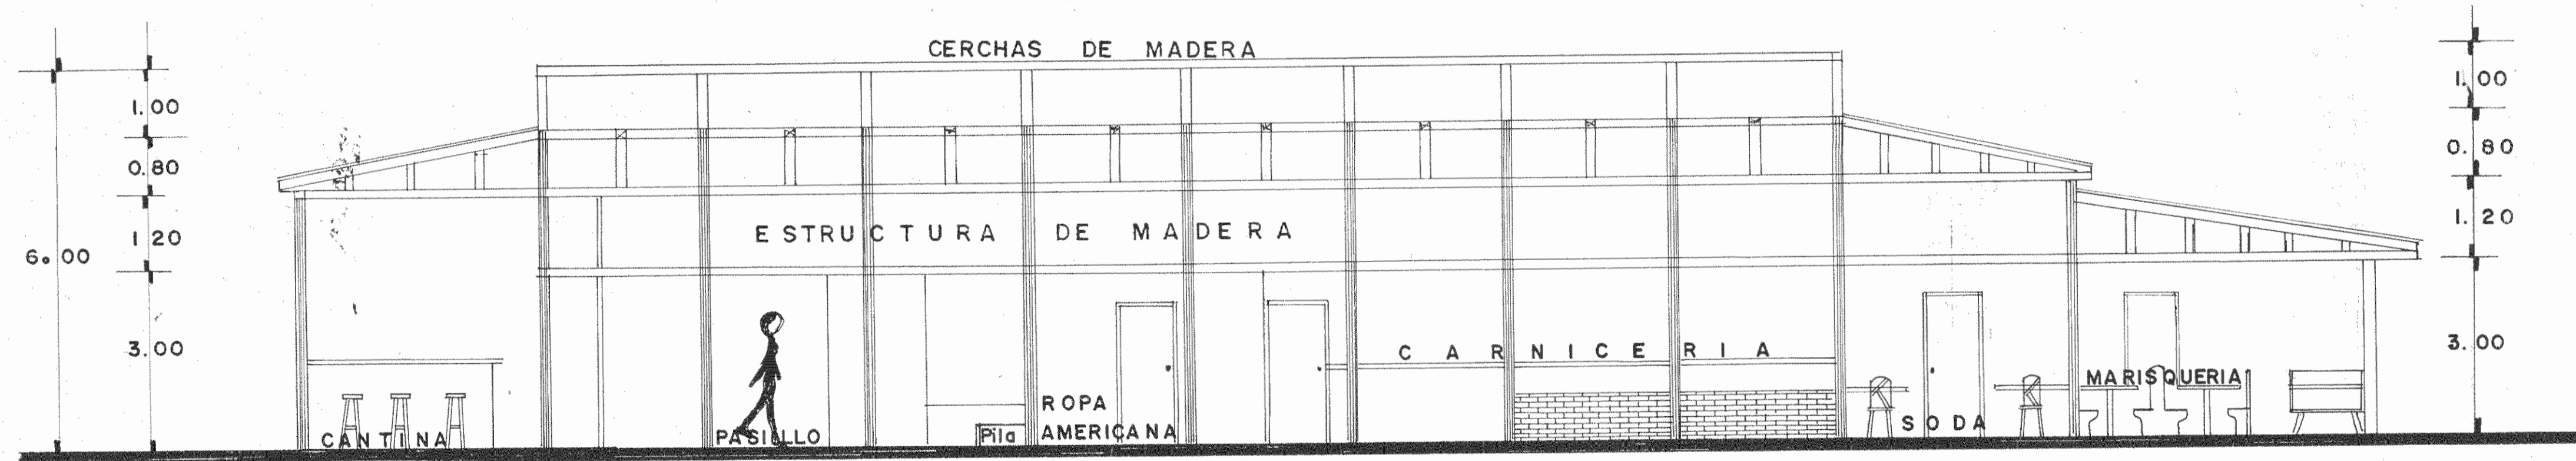 CERCHAS DE MADERA
1.00
0.80
1 20
6.00
3.00
ESTRUCTURA DE MADERA
CANTINA
PASILLO
Pila
ROPA
AMERICANA
CARNICERIA
SODA
MARISQUERIA
1.00
0.80
1.20
3.00